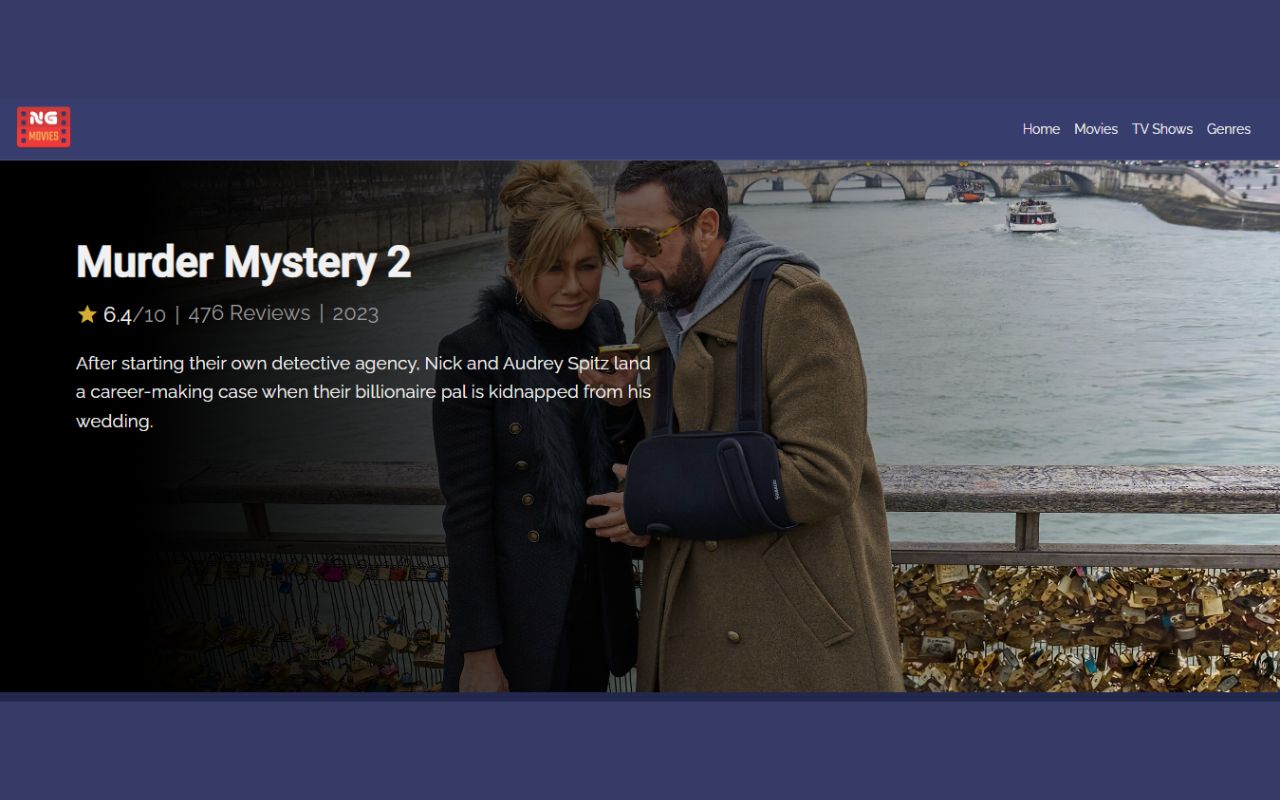 NG
MOVIES
Home Movies TV Shows Genres
Murder Mystery 2
6.4/10 | 476 Reviews | 2023
After starting their own detective agency, Nick and Audrey Spitz land
a career-making case when their billionaire pal is kidnapped from his
wedding.